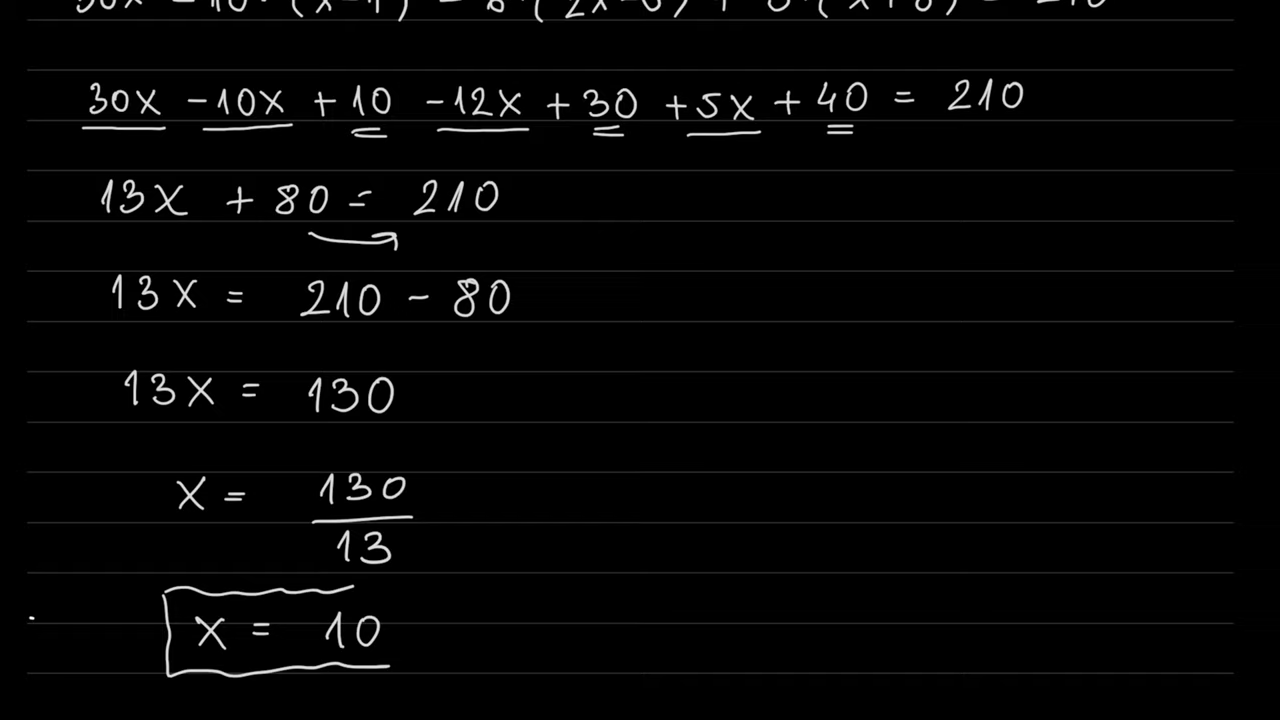 30x - 10x + 10 - 12x + 30 + 5x + 40 = 210
13x + 80 = 210
13x = 210 - 80
13x = 130
x = 130
13
x = 10